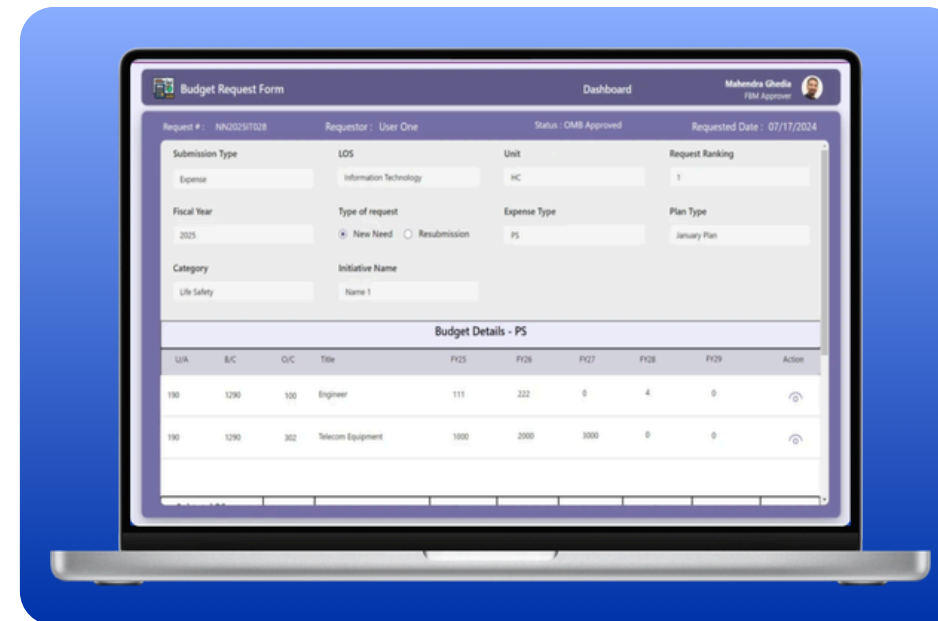 Budget Request Form Dashboard Mahendra Ghedia
FBM Approver
Request # : NN2025IT028 Requestor : User One Status : OMB Approved Requested Date : 07/17/2024
Submission Type LOS Unit Request Ranking
Expense Information Technology HC 1
Fiscal Year Type of request Expense Type Plan Type
2025 New Need Resubmission PS January Plan
Category Initiative Name
Life Safety Name 1
Budget Details - PS
U/A B/C O/C Title FY25 FY26 FY27 FY28 FY29 Action
190 1290 100 Engineer 111 222 0 4 0
190 1290 302 Telecom Equipment 1000 2000 3000 0 0